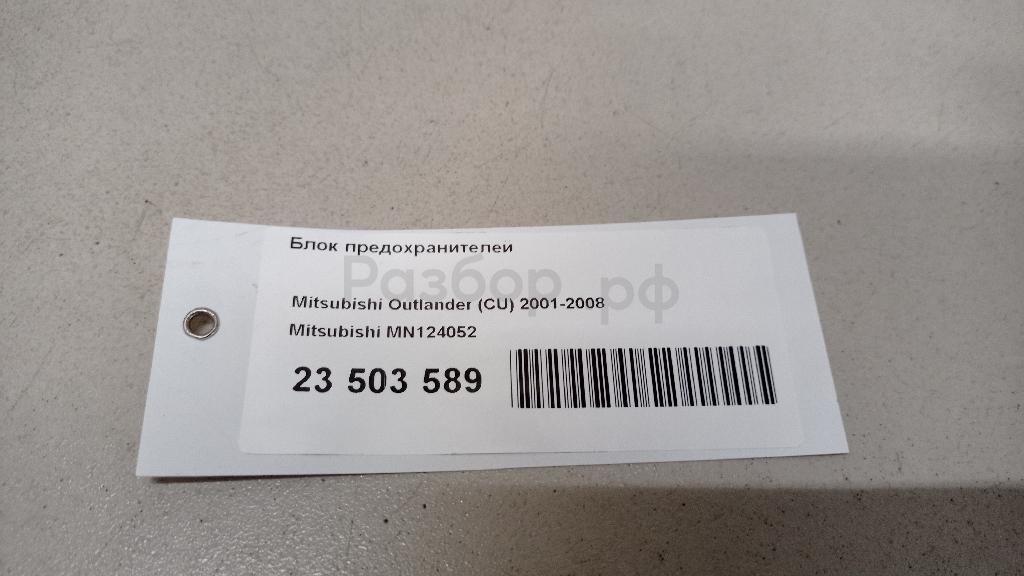 Блок предохранителей
Разбор.рф
Mitsubishi Outlander (CU) 2001-2008
Mitsubishi MN124052
23 503 589